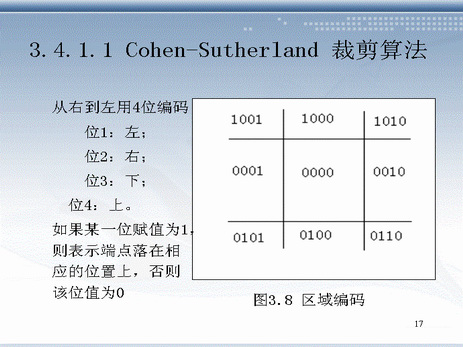 3.4.1.1 Cohen-Sutherland 裁剪算法
从右到左用4位编码
位1：左；
位2：右；
位3：下；
位4：上。
如果某一位赋值为1，
则表示端点落在相
应的位置上，否则
该位值为0
1001 1000 1010
0001 0000 0010
0101 0100 0110
图3.8 区域编码
17